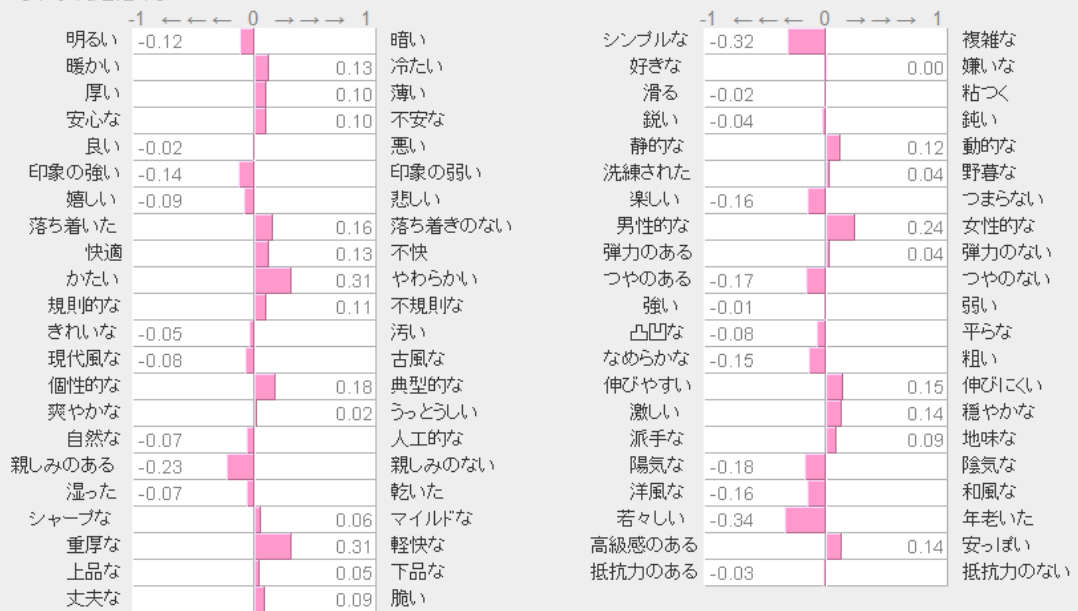 -1 ← ← ← 0 → → → 1
明るい -0.12 暗い
暖かい 0.13 冷たい
厚い 0.10 薄い
安心な 0.10 不安な
良い -0.02 悪い
印象の強い -0.14 印象の弱い
嬉しい -0.09 悲しい
落ち着いた 0.16 落ち着きのない
快適 0.13 不快
かたい 0.31 やわらかい
規則的な 0.11 不規則な
きれいな -0.05 汚い
現代風な -0.08 古風な
個性的な 0.18 典型的な
爽やかな 0.02 うっとうしい
自然な -0.07 人工的な
親しみのある -0.23 親しみのない
湿った -0.07 乾いた
シャープな 0.06 マイルドな
重厚な 0.31 軽快な
上品な 0.05 下品な
丈夫な 0.09 脆い
-1 ← ← ← 0 → → → 1
シンプルな -0.32 複雑な
好きな 0.00 嫌いな
滑る -0.02 粘つく
鋭い -0.04 鈍い
静的な 0.12 動的な
洗練された 0.04 野暮な
楽しい -0.16 つまらない
男性的な 0.24 女性的な
弾力のある 0.04 弾力のない
つやのある -0.17 つやのない
強い -0.01 弱い
凸凹な -0.08 平らな
なめらかな -0.15 粗い
伸びやすい 0.15 伸びにくい
激しい 0.14 穏やかな
派手な 0.09 地味な
陽気な -0.18 陰気な
洋風な -0.16 和風な
若々しい -0.34 年老いた
高級感のある 0.14 安っぽい
抵抗力のある -0.03 抵抗力のない